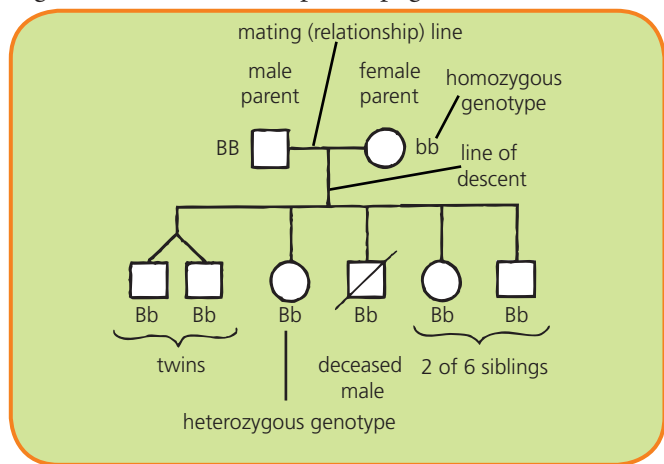 mating (relationship) line
male
parent
female
parent
homozygous
genotype
BB
bb
line of
descent
Bb
Bb
Bb
Bb
Bb
Bb
twins
deceased
male
2 of 6 siblings
heterozygous genotype